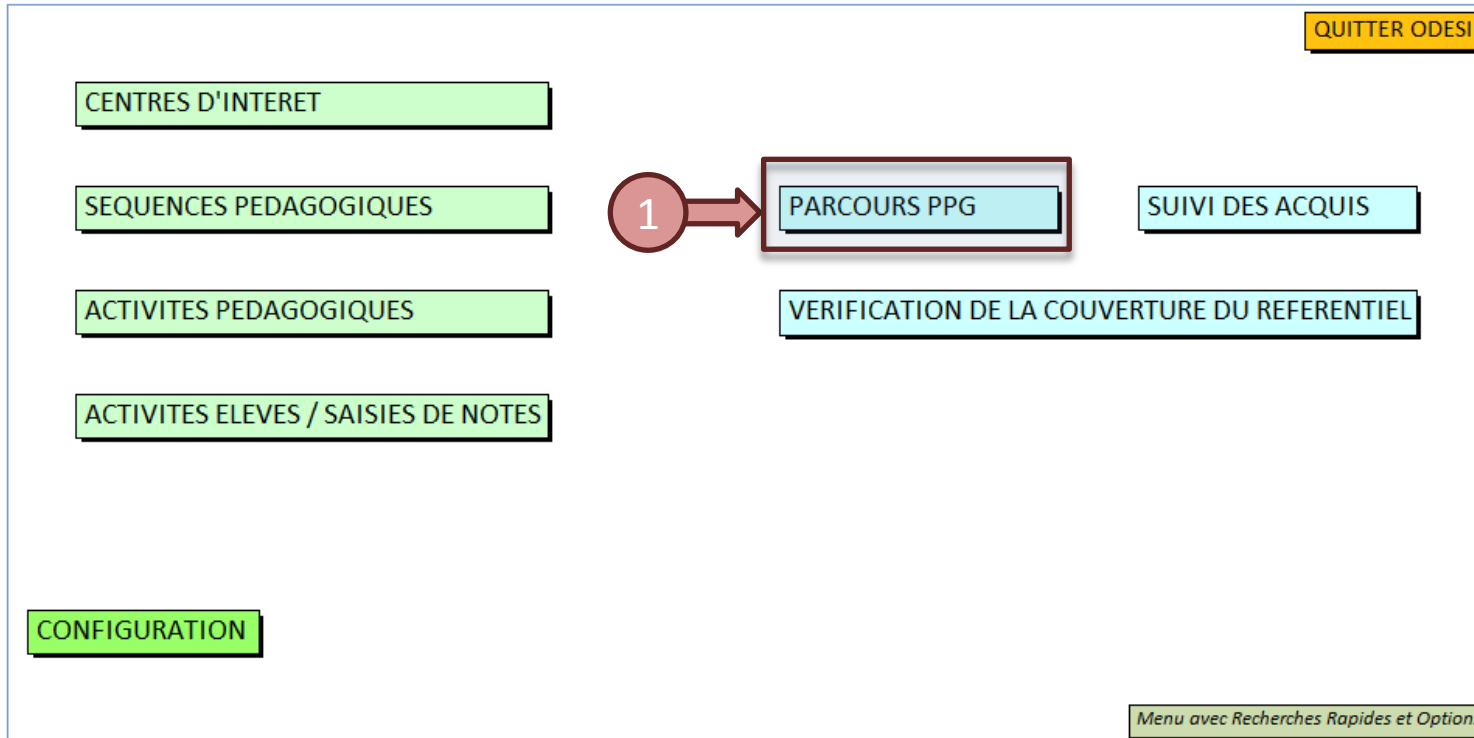 QUITTER ODESI
CENTRES D'INTERET
SEQUENCES PEDAGOGIQUES
1
PARCOURS PPG
SUIVI DES ACQUIS
ACTIVITES PEDAGOGIQUES
VERIFICATION DE LA COUVERTURE DU REFERENTIEL
ACTIVITES ELEVES / SAISIES DE NOTES
CONFIGURATION
Menu avec Recherches Rapides et Option